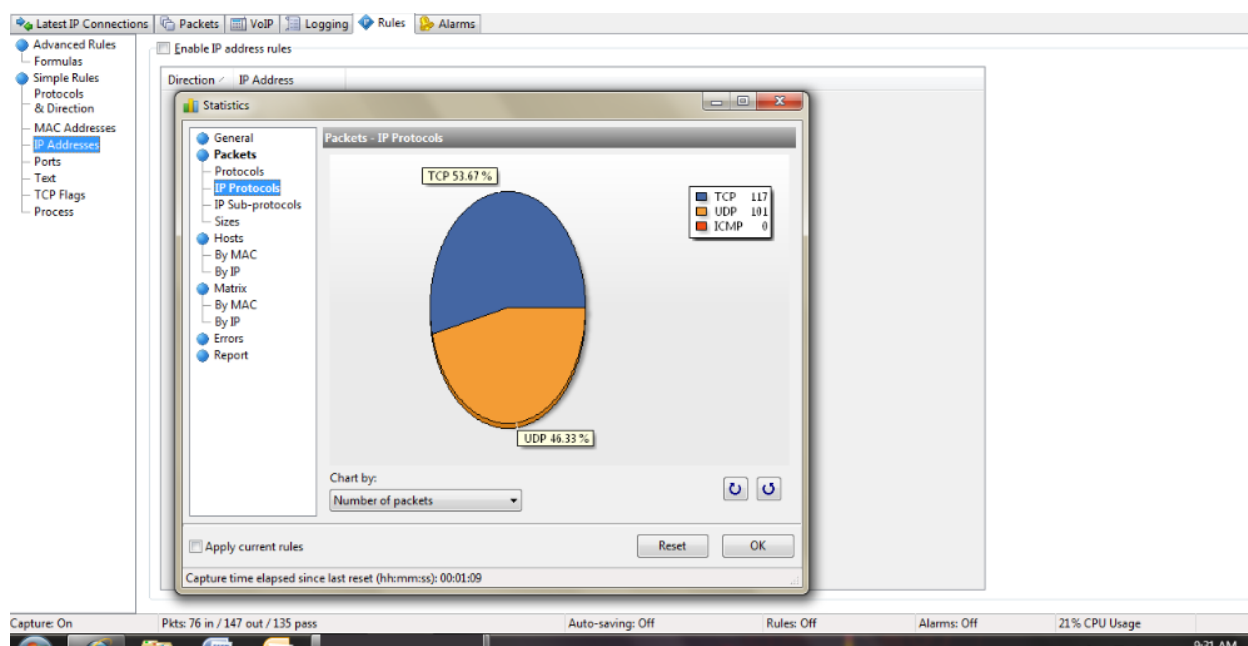 Latest IP Connections Packets VoIP Logging Rules Alarms
Advanced Rules
Formulas
Simple Rules
Protocols
& Direction
MAC Addresses
IP Addresses
Ports
Text
TCP Flags
Process
Enable IP address rules
Direction IP Address
Statistics
General
Packets
Protocols
IP Protocols
IP Sub-protocols
Sizes
Hosts
By MAC
By IP
Matrix
By MAC
By IP
Errors
Report
Packets - IP Protocols
TCP 53.67 %
TCP 117
UDP 101
ICMP 0
UDP 46.33 %
Chart by:
Number of packets
Apply current rules
Reset OK
Capture time elapsed since last reset (hh:mm:ss): 00:01:09
Capture: On Pkts: 76 in / 147 out / 135 pass Auto-saving: Off Rules: Off Alarms: Off 21% CPU Usage
9:31 AM